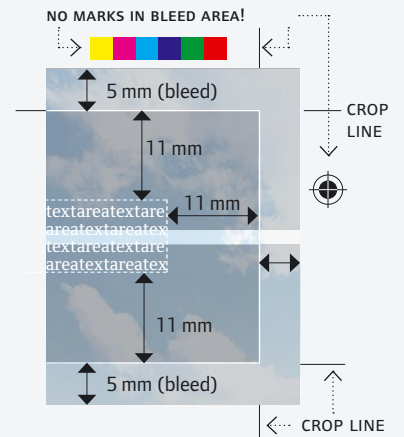 NO MARKS IN BLEED AREA!
5 mm (bleed)
CROP
LINE
11 mm
11 mm
textareatextare
areatextareatex
textareatextare
areatextareatex
11 mm
5 mm (bleed)
CROP LINE